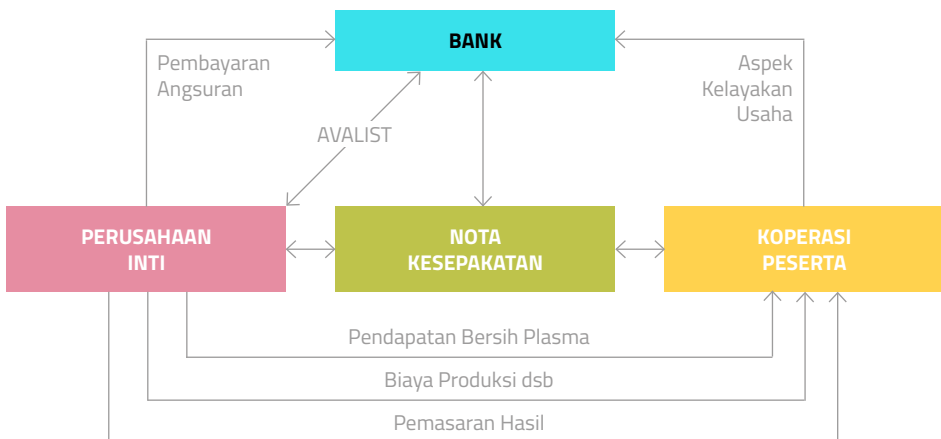 BANK
Pembayaran
Angsuran
Aspek
Kelayakan
Usaha
AVALIST
PERUSAHAAN
INTI
NOTA
KESEPAKATAN
KOPERASI
PESERTA
Pendapatan Bersih Plasma
Biaya Produksi dsb
Pemasaran Hasil